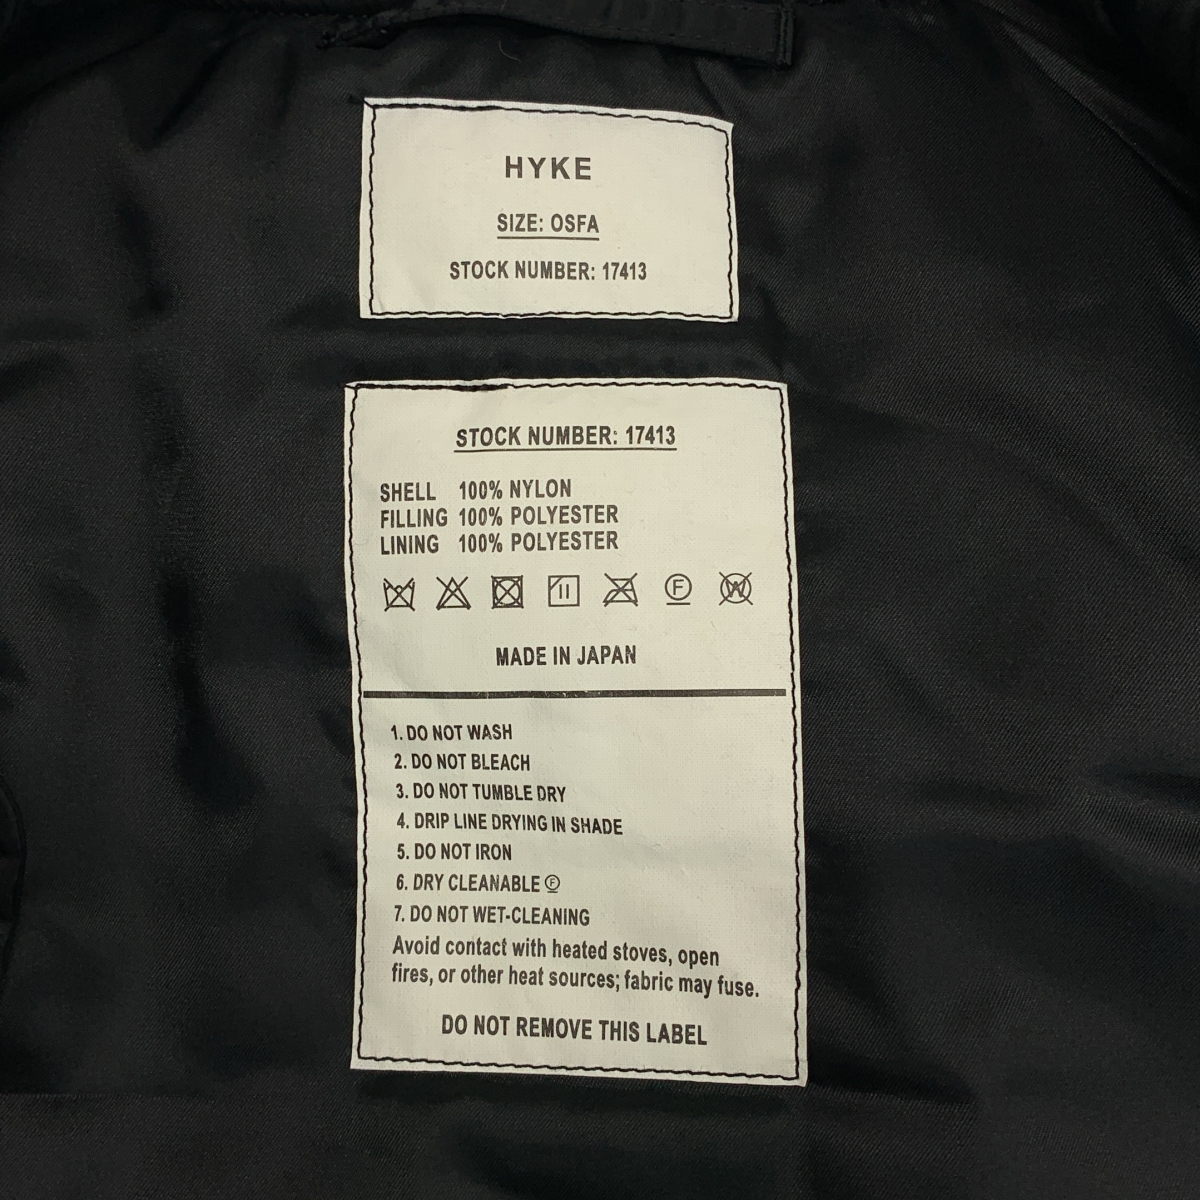 HYKE
SIZE: OSFA
STOCK NUMBER: 17413
STOCK NUMBER: 17413
SHELL 100% NYLON
FILLING 100% POLYESTER
LINING 100% POLYESTER
F W
MADE IN JAPAN
1. DO NOT WASH
2. DO NOT BLEACH
3. DO NOT TUMBLE DRY
4. DRIP LINE DRYING IN SHADE
5. DO NOT IRON
6. DRY CLEANABLE Ⓕ
7. DO NOT WET-CLEANING
Avoid contact with heated stoves, open
fires, or other heat sources; fabric may fuse.
DO NOT REMOVE THIS LABEL